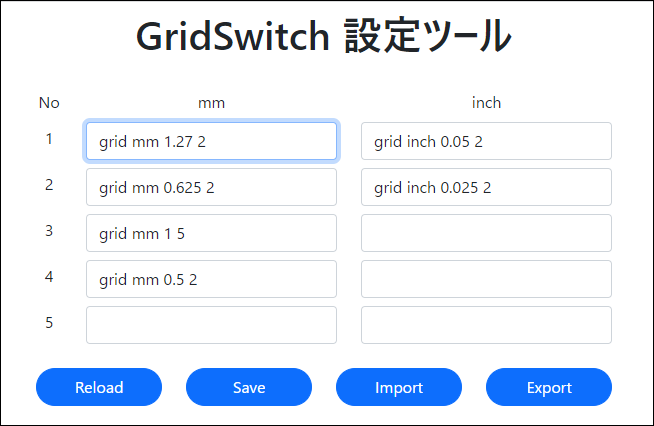 GridSwitch 設定ツール
No mm inch
1 grid mm 1.27 2 grid inch 0.05 2
2 grid mm 0.625 2 grid inch 0.025 2
3 grid mm 1 5
4 grid mm 0.5 2
5
Reload Save Import Export